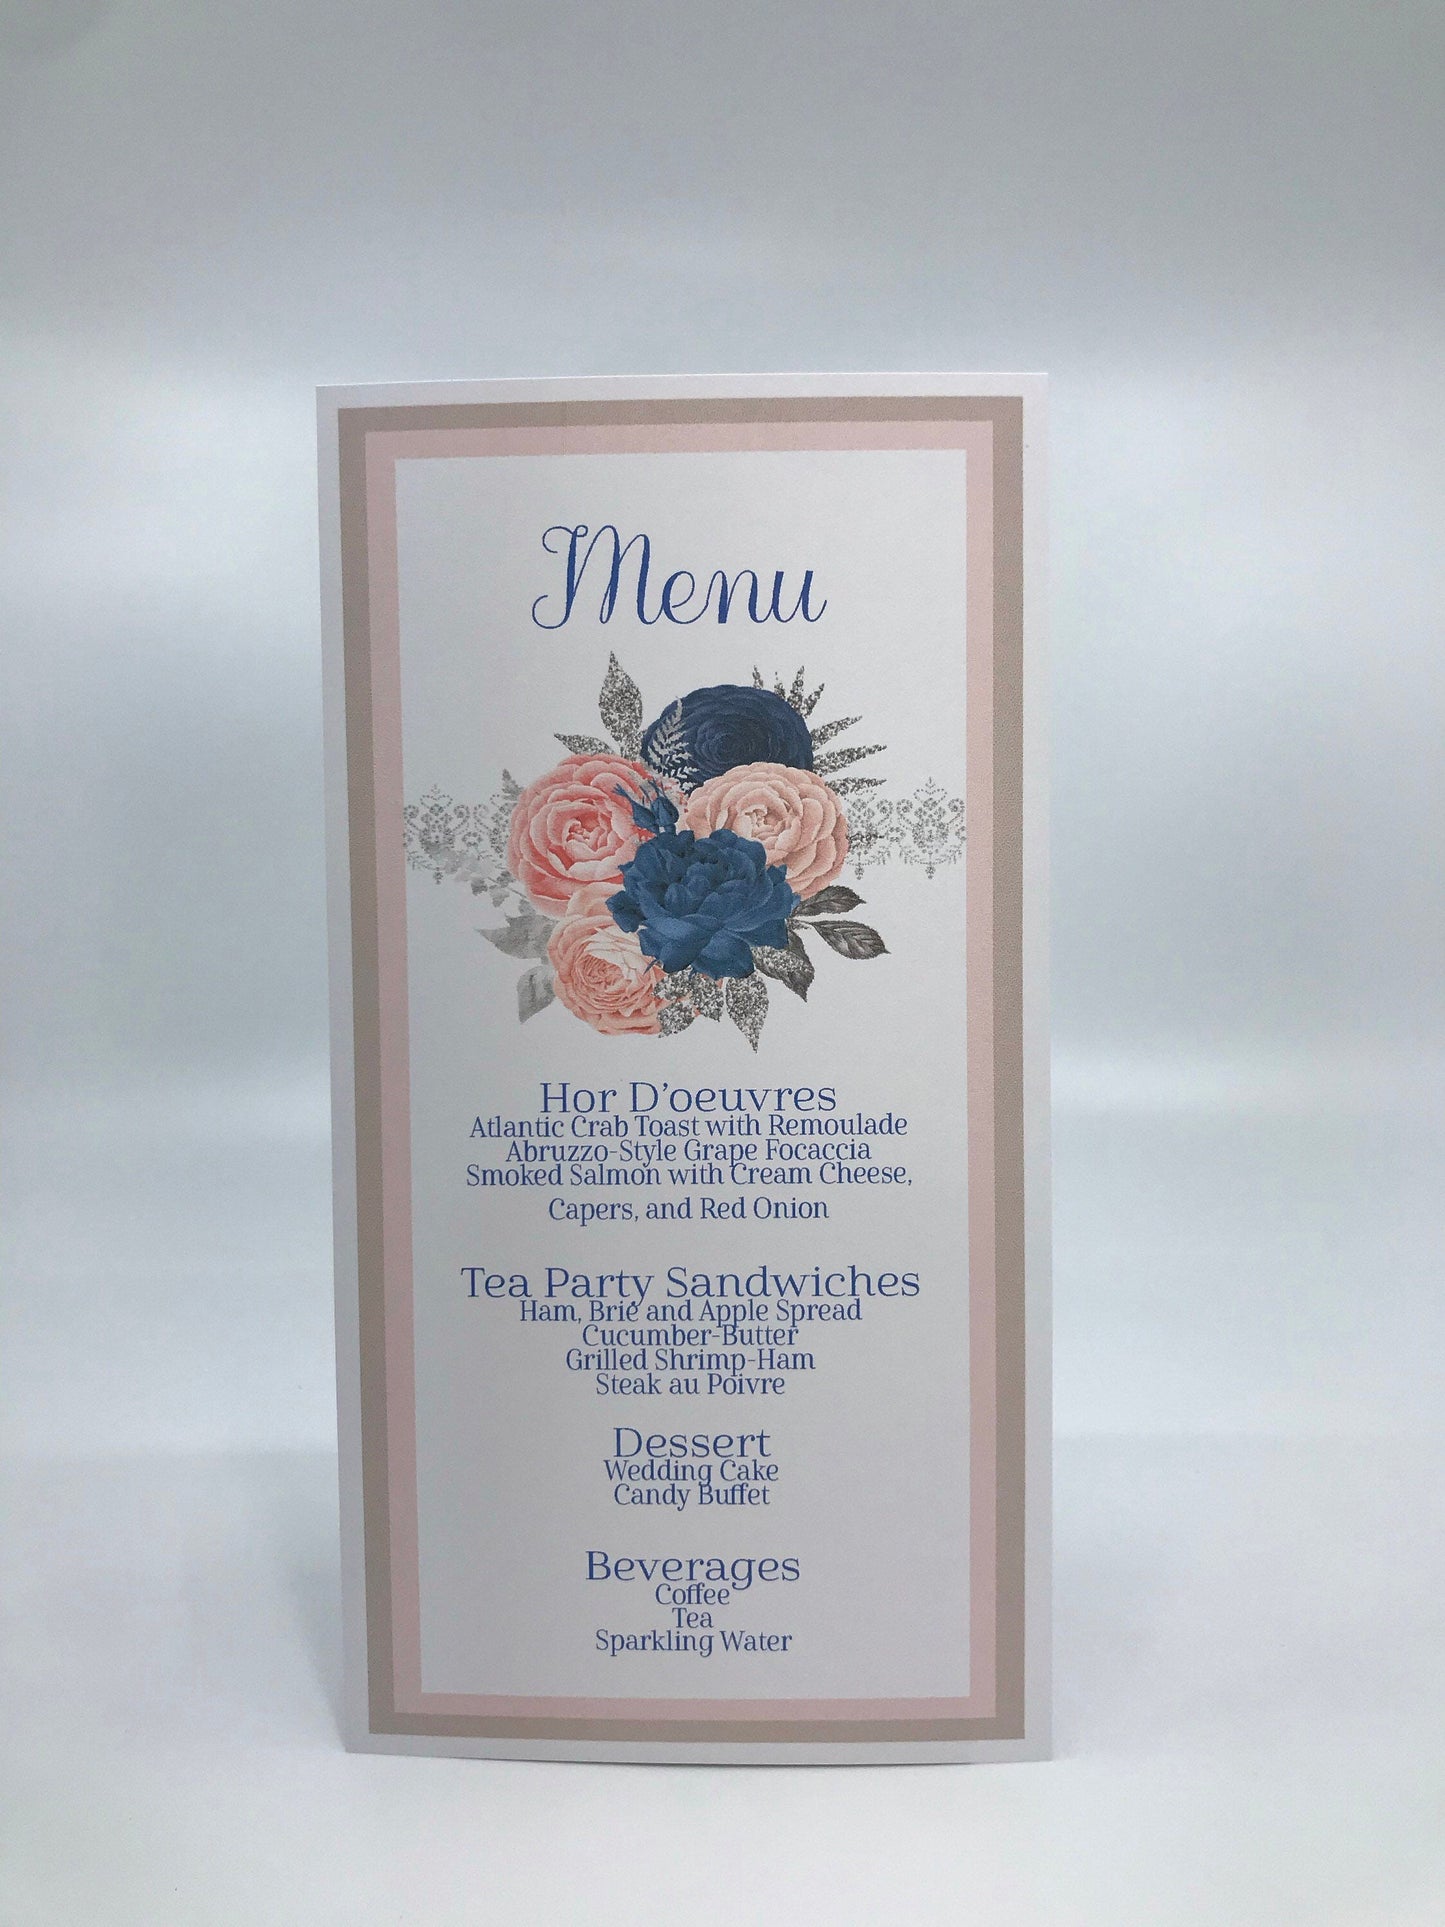 Menu
Hor D'oeuvres
Atlantic Crab Toast with Remoulade
Abruzzo-Style Grape Focaccia
Smoked Salmon with Cream Cheese,
Capers, and Red Onion
Tea Party Sandwiches
Ham, Brie and Apple Spread
Cucumber-Butter
Grilled Shrimp-Ham
Steak au Poivre
Dessert
Wedding Cake
Candy Buffet
Beverages
Coffee
Tea
Sparkling Water